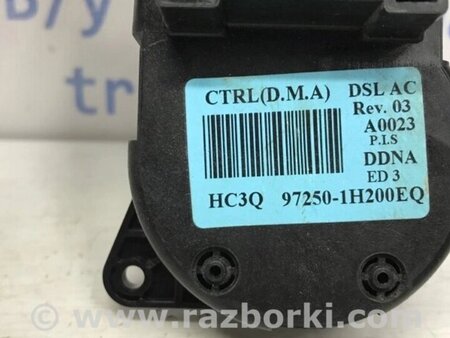 Б/у
CTRL(D.M.A) DSL AC
Rev. 03
A0023
P.I.S
DDNA
ED 3
HC3Q 97250-1H200EQ
www.razborki.com